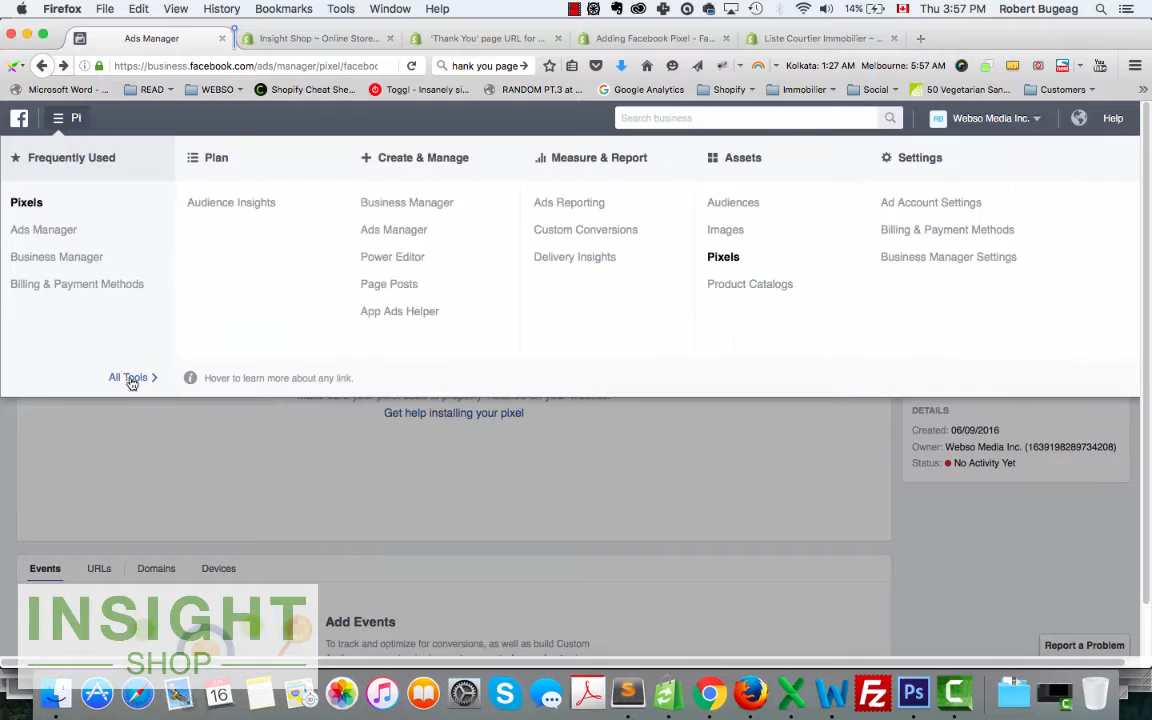 Firefox File Edit View History Bookmarks Tools Window Help 14% Thu 3:57 PM Robert Bugeag
Ads Manager × Insight Shop ~ Online Store... × 'Thank You' page URL for ... × Adding Facebook Pixel - Fa... × Liste Courtier Immobilier ~ ... × +
https://business.facebook.com/ads/manager/pixel/faceboc hank you page
Microsoft Word - ... READ WEBSO Shopify Cheat She... Toggl - Insanely si... RANDOM PT.3 at ... Google Analytics Shopify Immobilier Social 50 Vegetarian San... Customers
Kolkata: 1:27 AM Melbourne: 5:57 AM
Pi Search business Webso Media Inc. Help
Frequently Used Plan Create & Manage Measure & Report Assets Settings
Pixels Audience Insights Business Manager Ads Reporting Audiences Ad Account Settings
Ads Manager Ads Manager Custom Conversions Images Billing & Payment Methods
Business Manager Power Editor Delivery Insights Pixels Business Manager Settings
Billing & Payment Methods Page Posts Product Catalogs
App Ads Helper
All Tools Hover to learn more about any link.
Get help installing your pixel
DETAILS
Created: 06/09/2016
Owner: Webso Media Inc. (1639198289734208)
Status: No Activity Yet
Events URLs Domains Devices
Add Events
To track and optimize for conversions, as well as build Custom
Report a Problem
INSIGHT
SHOP
16